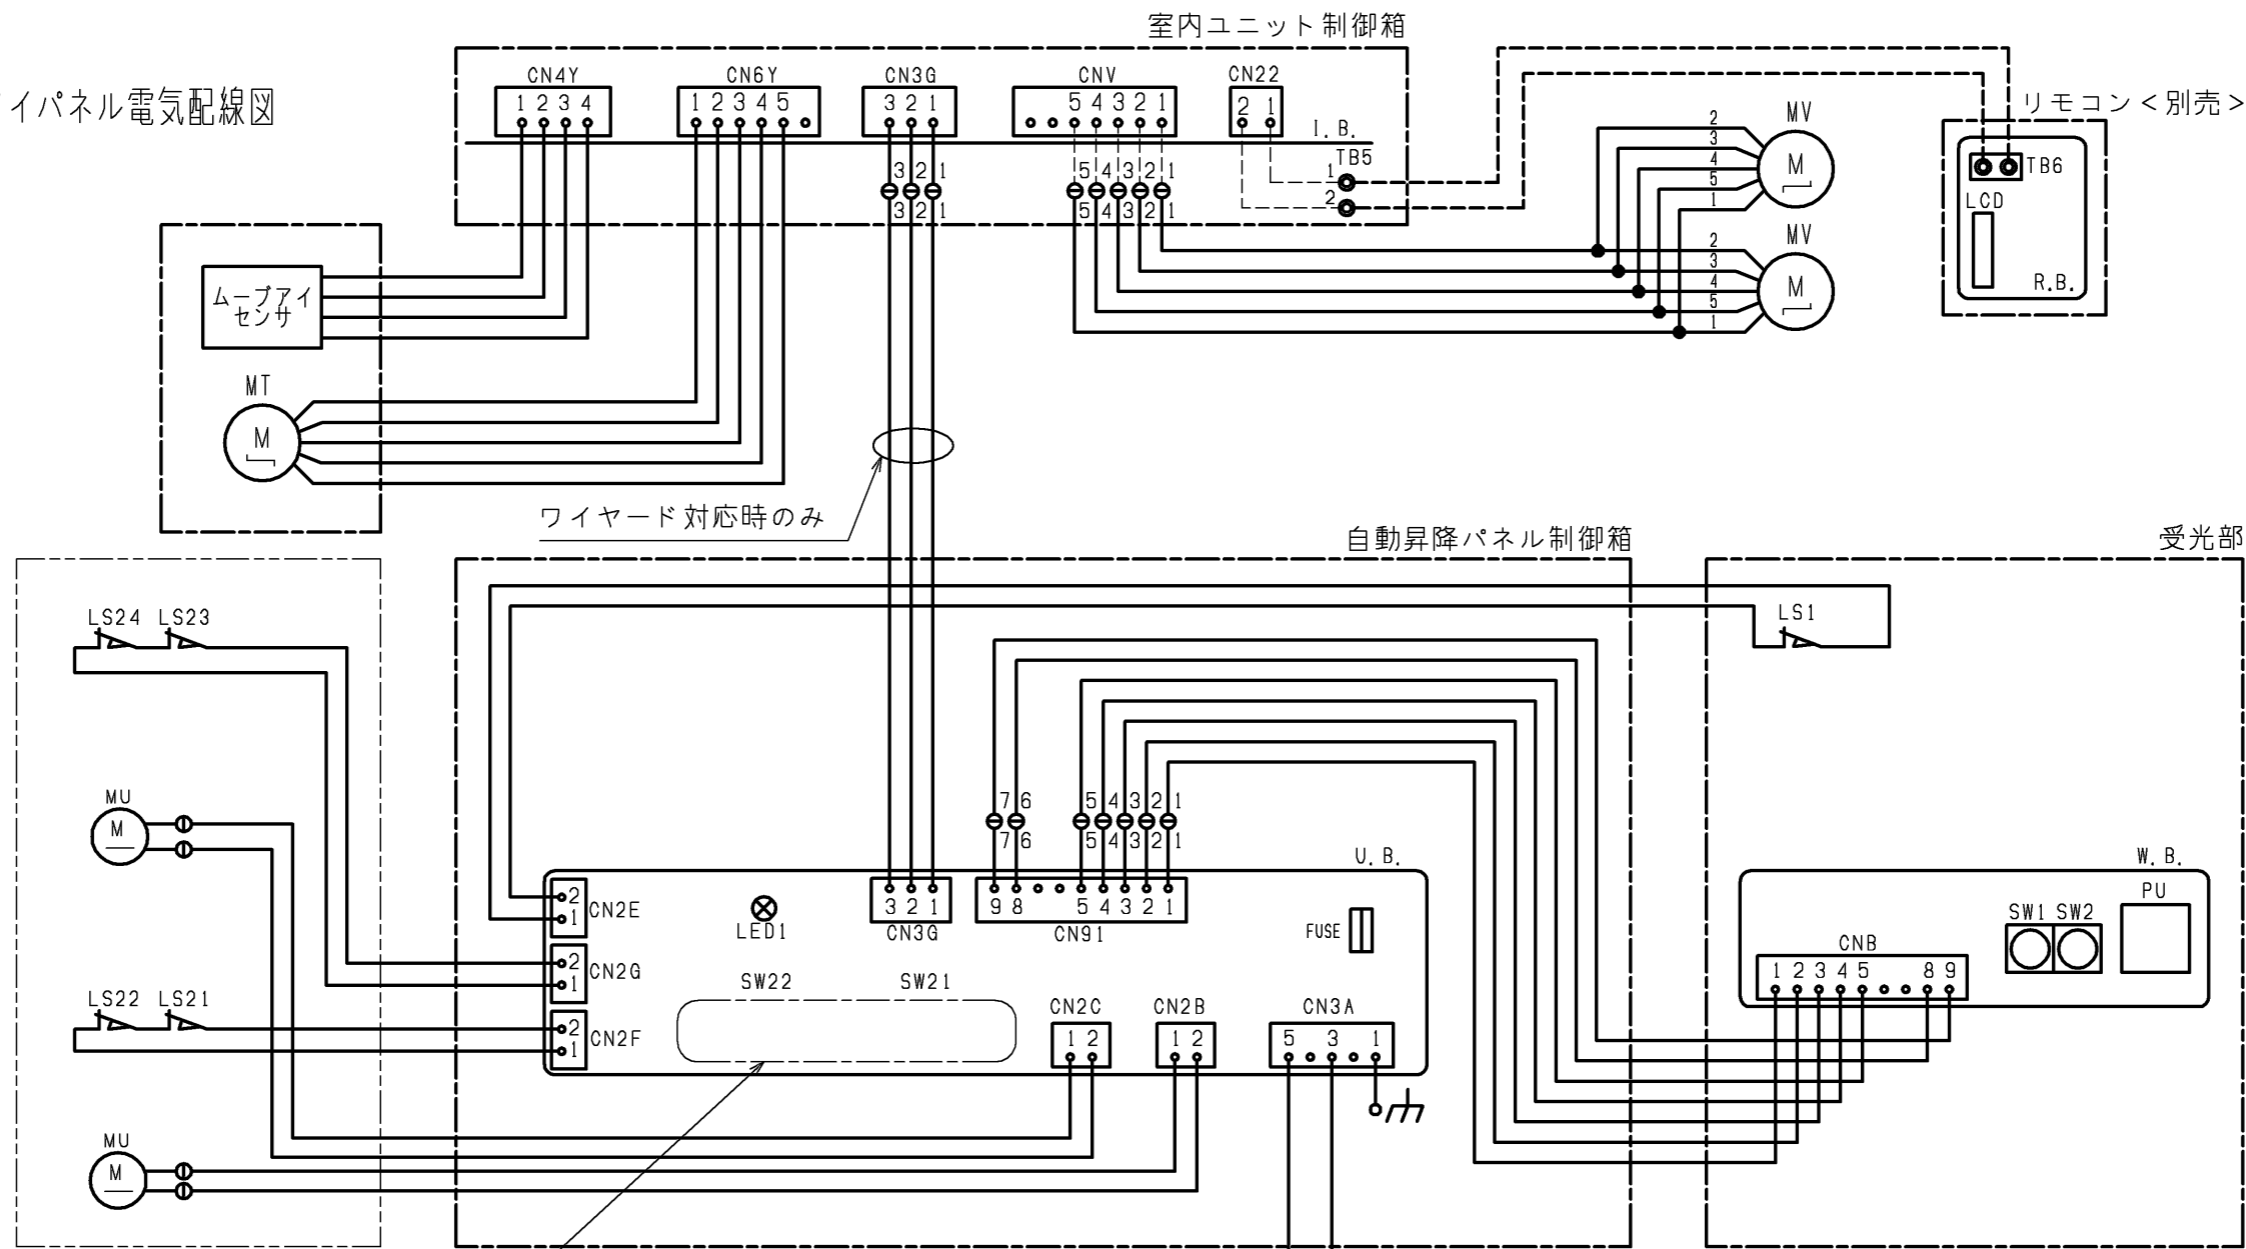 室内ユニット制御箱
イパネル電気配線図
CN4Y
1 2 3 4
CN6Y
1 2 3 4 5
CN3G
3 2 1
CNV
5 4 3 2 1
CN22
2 1
I.B.
TB5
1
2
3 2 1
3 2 1
5 4 3 2 1
5 4 3 2 1
MV
M
2
3
4
5
1
MV
M
2
3
4
5
1
リモコン<別売>
TB6
LCD
R.B.
ムーブアイ
センサ
MT
M
ワイヤード対応時のみ
自動昇降パネル制御箱
受光部
LS24 LS23
LS1
MU
M
7 6 5 4 3 2 1
7 6 5 4 3 2 1
U.B.
W.B.
2
1
CN2E
LED1
3 2 1
CN3G
9 8 5 4 3 2 1
CN91
FUSE
SW1 SW2
PU
CNB
1 2 3 4 5 8 9
2
1
CN2G
SW22 SW21
LS22 LS21
2
1
CN2F
CN2C
1 2
CN2B
1 2
CN3A
5 3 1
MU
M